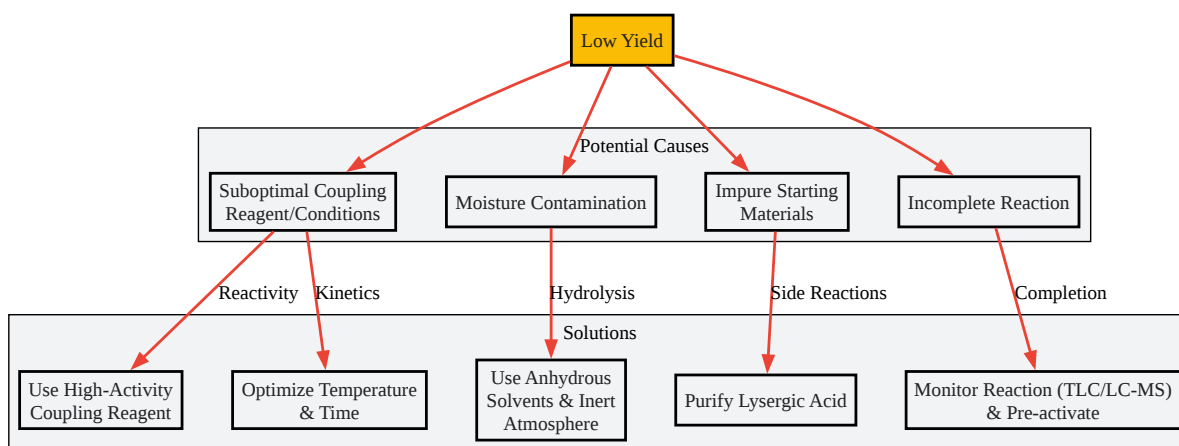 Low Yield
Potential Causes
Suboptimal Coupling
Reagent/Conditions
Moisture Contamination
Impure Starting
Materials
Incomplete Reaction
Reactivity
Kinetics
Hydrolysis
Side Reactions
Completion
Solutions
Use High-Activity
Coupling Reagent
Optimize Temperature
& Time
Use Anhydrous
Solvents & Inert
Atmosphere
Purify Lysergic Acid
Monitor Reaction (TLC/LC-MS)
& Pre-activate